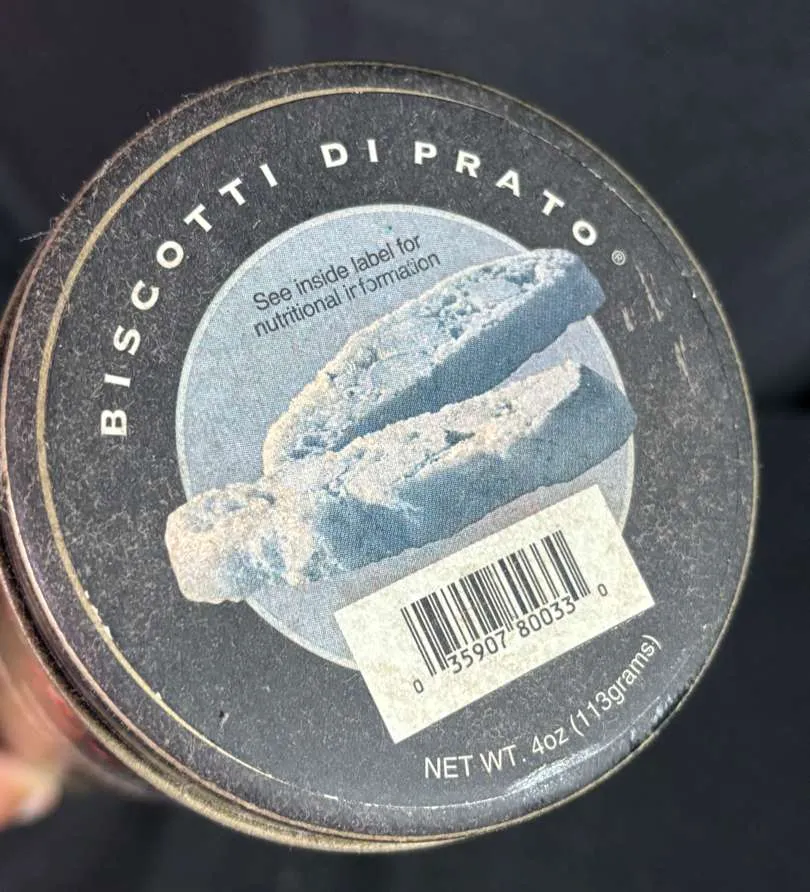 BISCOTTI DI PRATO®
See inside label for
nutritional information
0 35907 80033 0
NET WT. 4oz (113grams)